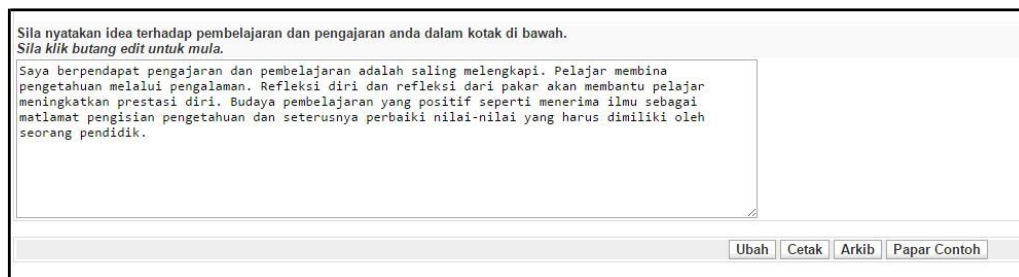 Sila nyatakan idea terhadap pembelajaran dan pengajaran anda dalam kotak di bawah.
Sila klik butang edit untuk mula.
Saya berpendapat pengajaran dan pembelajaran adalah saling melengkapi. Pelajar membina
pengetahuan melalui pengalaman. Refleksi diri dan refleksi dari pakar akan membantu pelajar
meningkatkan prestasi diri. Budaya pembelajaran yang positif seperti menerima ilmu sebagai
matlamat pengisian pengetahuan dan seterusnya perbaiki nilai-nilai yang harus dimiliki oleh
seorang pendidik.
Ubah Cetak Arkib Papar Contoh